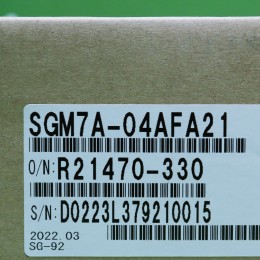 SGM7A-04AFA21
O/N: R21470-330
S/N: D0223L379210015
2022.03
SG-92